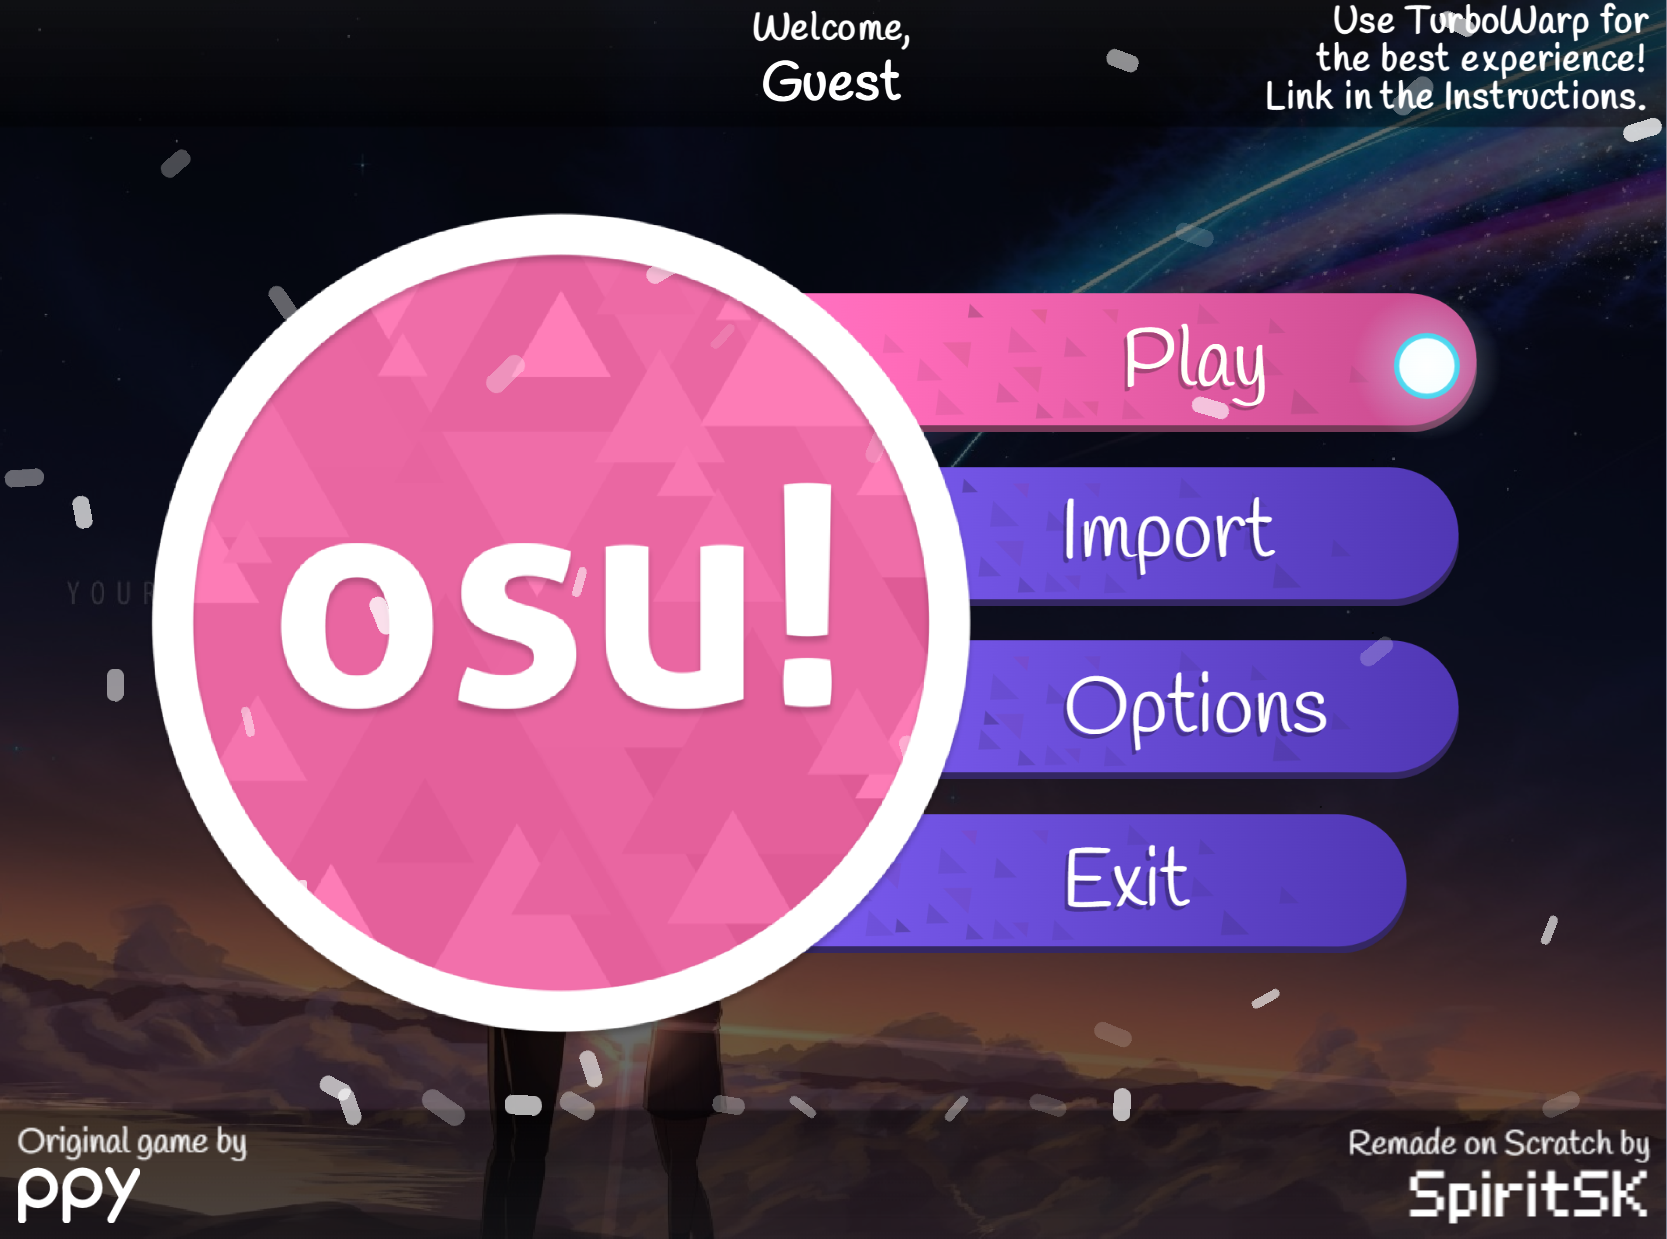 Welcome,
Guest
Use TurboWarp for
the best experience!
Link in the Instructions.
Play
Import
YOUR
osu!
Options
Exit
Original game by
ppy
Remade on Scratch by
SpiritSK